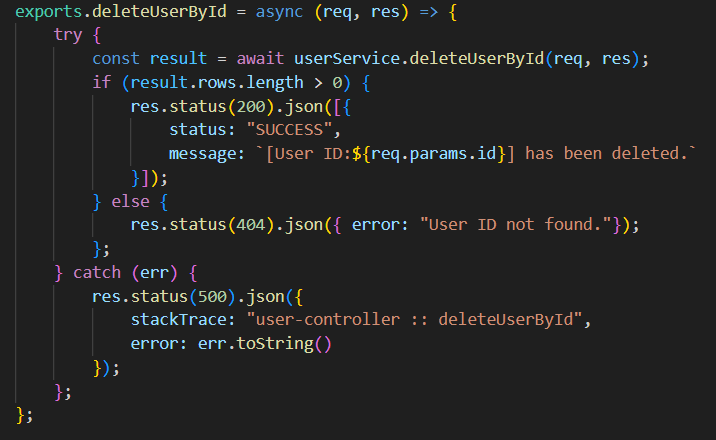 exports.deleteUserById = async (req, res) => {
    try {
        const result = await userService.deleteUserById(req, res);
        if (result.rows.length > 0) {
            res.status(200).json([{
                status: "SUCCESS",
                message: `[User ID:${req.params.id}] has been deleted.`
            }]);
        } else {
            res.status(404).json({ error: "User ID not found."});
        };
    } catch (err) {
        res.status(500).json({
            stackTrace: "user-controller :: deleteUserById",
            error: err.toString()
        });
    };
};